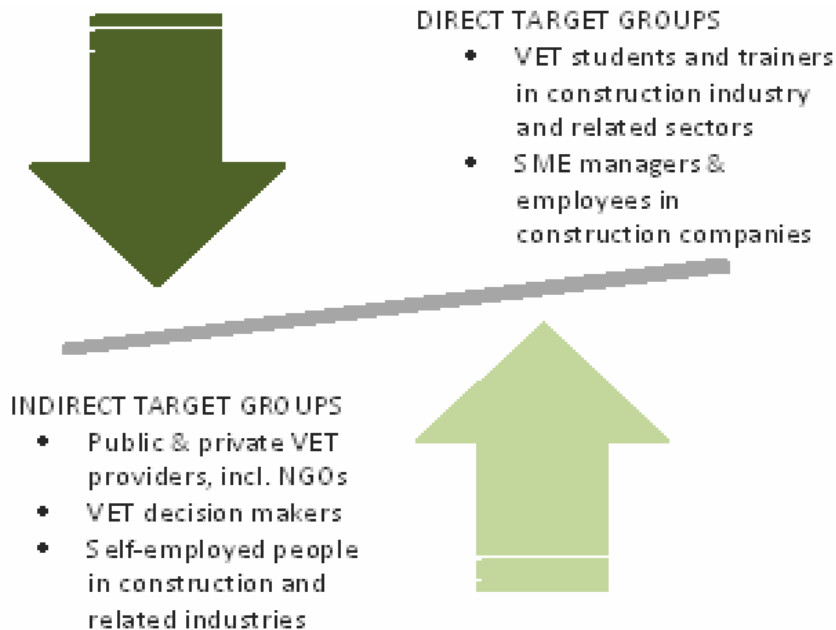 DIRECT TARGET GROUPS
• VET students and trainers
in construction industry
and related sectors
• SME managers &
employees in
construction companies
INDIRECT TARGET GROUPS
• Public & private VET
providers, incl. NGOs
• VET decision makers
• Self-employed people
in construction and
related industries